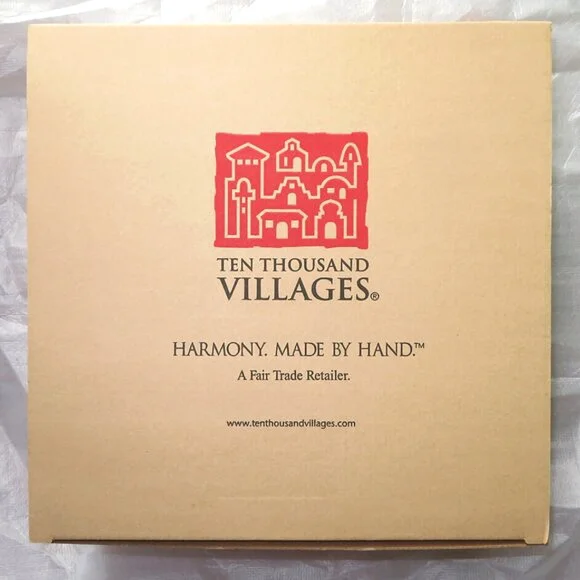 TEN THOUSAND
VILLAGES®
HARMONY. MADE BY HAND.™
A Fair Trade Retailer.
www.tenthousandvillages.com